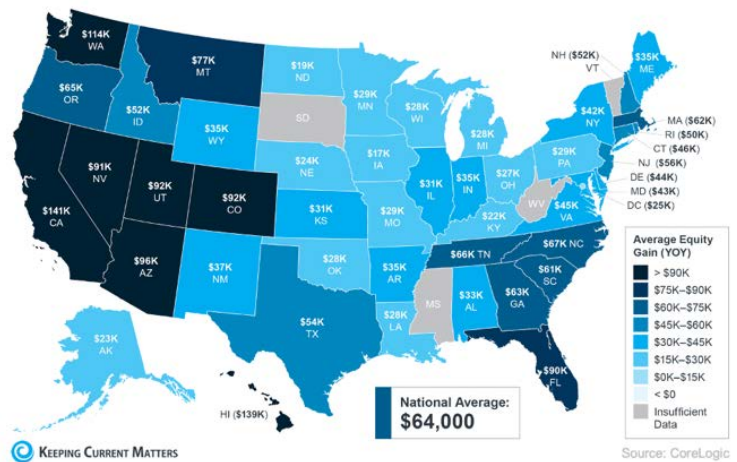 $114K
WA
$65K
OR
$52K
ID
$77K
MT
$35K
WY
$19K
ND
SD
$24K
NE
$31K
KS
$28K
OK
$54K
TX
$29K
MN
$17K
IA
$29K
MO
$35K
AR
$28K
LA
$28K
WI
$28K
MI
$31K
IL
$35K
IN
$27K
OH
$22K
KY
$66K TN
MS
$33K
AL
$63K
GA
$90K
FL
$61K
SC
$67K NC
$45K
VA
WV
$29K
PA
$42K
NY
$35K
ME
NH ($52K)
VT
MA ($62K)
RI ($50K)
CT ($46K)
NJ ($56K)
DE ($44K)
MD ($43K)
DC ($25K)
$91K
NV
$92K
UT
$92K
CO
$141K
CA
$96K
AZ
$37K
NM
$23K
AK
HI ($139K)
National Average:
$64,000
Average Equity
Gain (YOY)
> $90K
$75K–$90K
$60K–$75K
$45K–$60K
$30K–$45K
$15K–$30K
$0K–$15K
< $0
Insufficient
Data
KEEPING CURRENT MATTERS
Source: CoreLogic